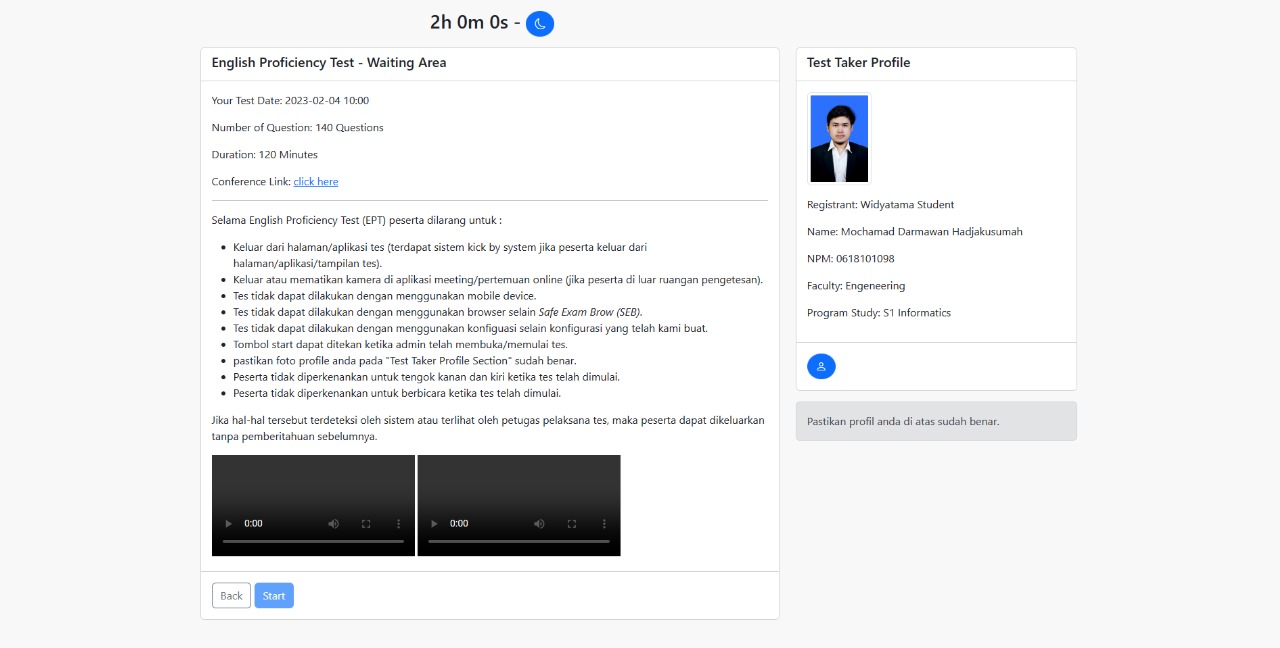 2h 0m 0s -
English Proficiency Test - Waiting Area
Your Test Date: 2023-02-04 10:00
Number of Question: 140 Questions
Duration: 120 Minutes
Conference Link: click here
Selama English Proficiency Test (EPT) peserta dilarang untuk :
• Keluar dari halaman/aplikasi tes (terdapat sistem kick by system jika peserta keluar dari
halaman/aplikasi/tampilan tes).
• Keluar atau mematikan kamera di aplikasi meeting/pertemuan online (jika peserta di luar ruangan pengetesan).
• Tes tidak dapat dilakukan dengan menggunakan mobile device.
• Tes tidak dapat dilakukan dengan menggunakan browser selain Safe Exam Brow (SEB).
• Tes tidak dapat dilakukan dengan menggunakan konfiguasi selain konfigurasi yang telah kami buat.
• Tombol start dapat ditekan ketika admin telah membuka/memulai tes.
• pastikan foto profile anda pada "Test Taker Profile Section" sudah benar.
• Peserta tidak diperkenankan untuk tengok kanan dan kiri ketika tes telah dimulai.
• Peserta tidak diperkenankan untuk berbicara ketika tes telah dimulai.
Jika hal-hal tersebut terdeteksi oleh sistem atau terlihat oleh petugas pelaksana tes, maka peserta dapat dikeluarkan
tanpa pemberitahuan sebelumnya.
0:00
0:00
Back
Start
Test Taker Profile
Registrant: Widyatama Student
Name: Mochamad Darmawan Hadjakusumah
NPM: 0618101098
Faculty: Engeneering
Program Study: S1 Informatics
Pastikan profil anda di atas sudah benar.